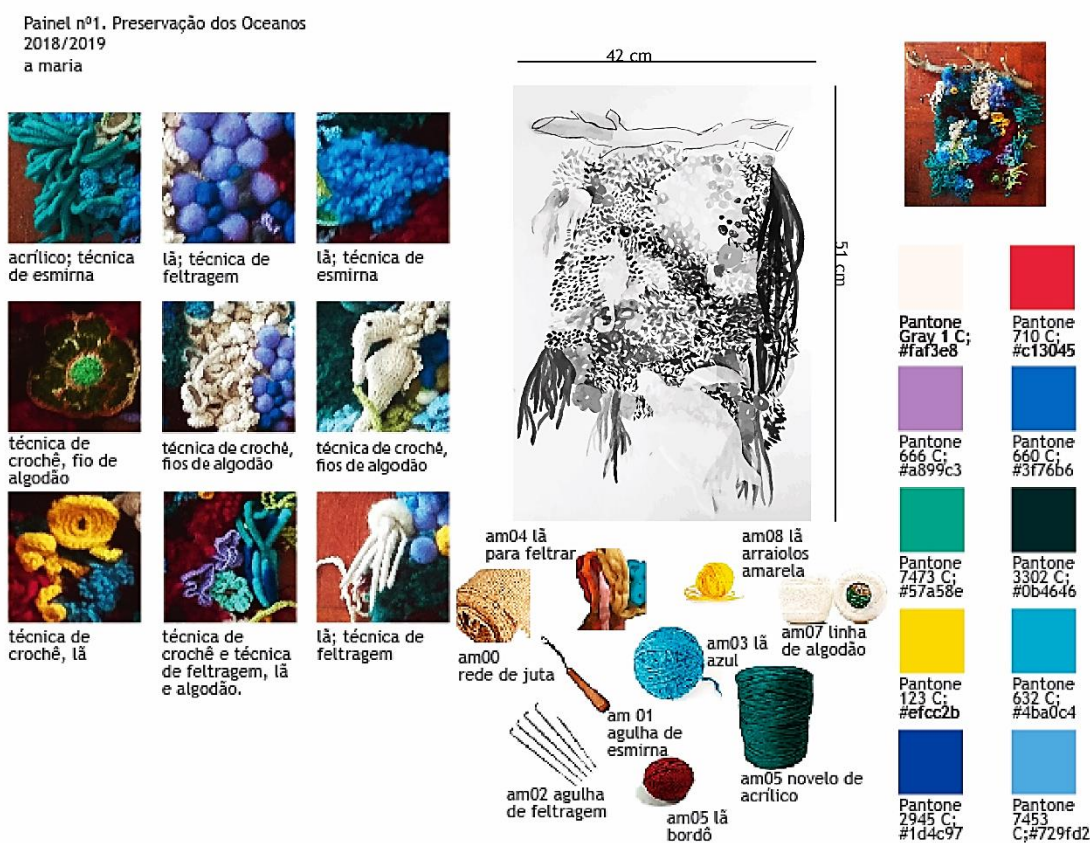 Painel nº1. Preservação dos Oceanos
2018/2019
a maria
acrílico; técnica
de esmirna
lã; técnica de
feltragem
lã; técnica de
esmirna
técnica de
crochê, fio de
algodão
técnica de crochê,
fios de algodão
técnica de crochê,
fios de algodão
técnica de
crochê, lã
técnica de
crochê e técnica
de feltragem, lã
e algodão.
lã; técnica de
feltragem
42 cm
51 cm
am04 lã
para feltrar
am08 lã
arraiolos
amarela
am00
rede de juta
am03 lã
azul
am07 linha
de algodão
am 01
agulha de
esmirna
am02 agulha
de feltragem
am05 lã
bordô
am05 novelo de
acrílico
Pantone
Gray 1 C;
#faf3e8
Pantone
710 C;
#c13045
Pantone
666 C;
#a899c3
Pantone
660 C;
#3f76b6
Pantone
7473 C;
#57a58e
Pantone
3302 C;
#0b4646
Pantone
123 C;
#efcc2b
Pantone
632 C;
#4ba0c4
Pantone
2945 C;
#1d4c97
Pantone
7453
C;#729fd2